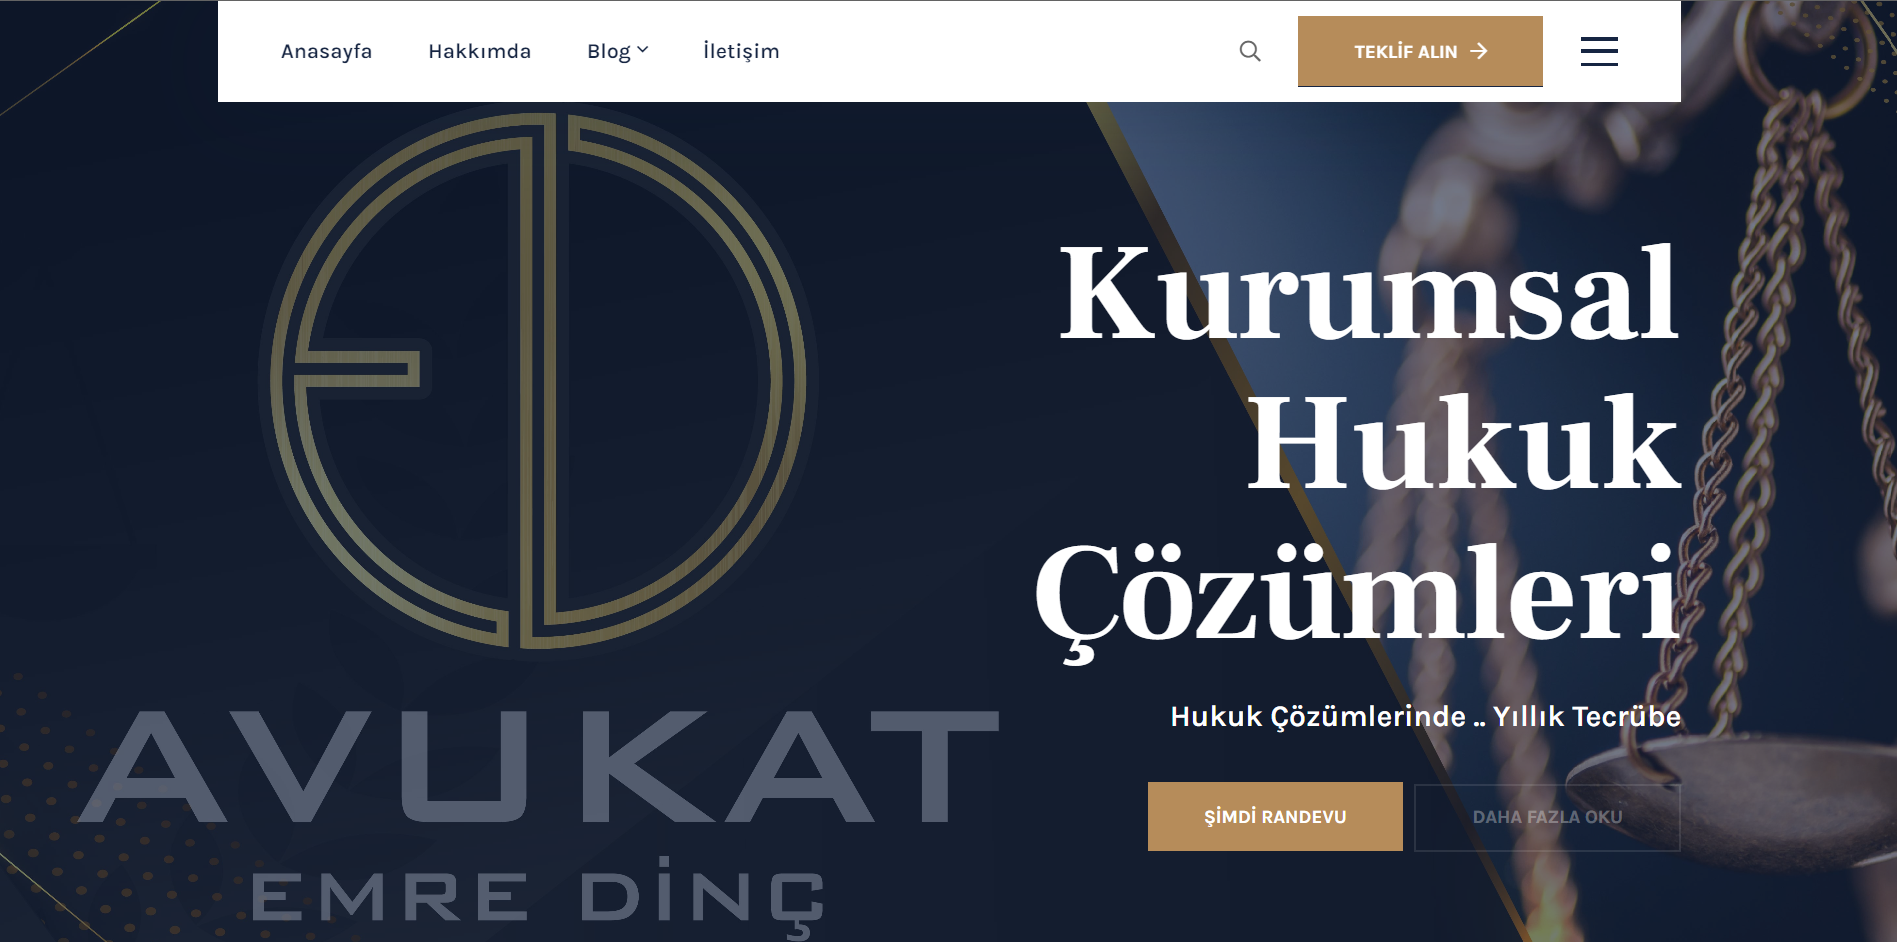 Anasayfa Hakkımda Blog İletişim TEKLİF ALIN
ED
Kurumsal
Hukuk
Çözümleri
Hukuk Çözümlerinde .. Yıllık Tecrübe
ŞİMDİ RANDEVU DAHA FAZLA OKU
AVUKAT
EMRE DİNÇ